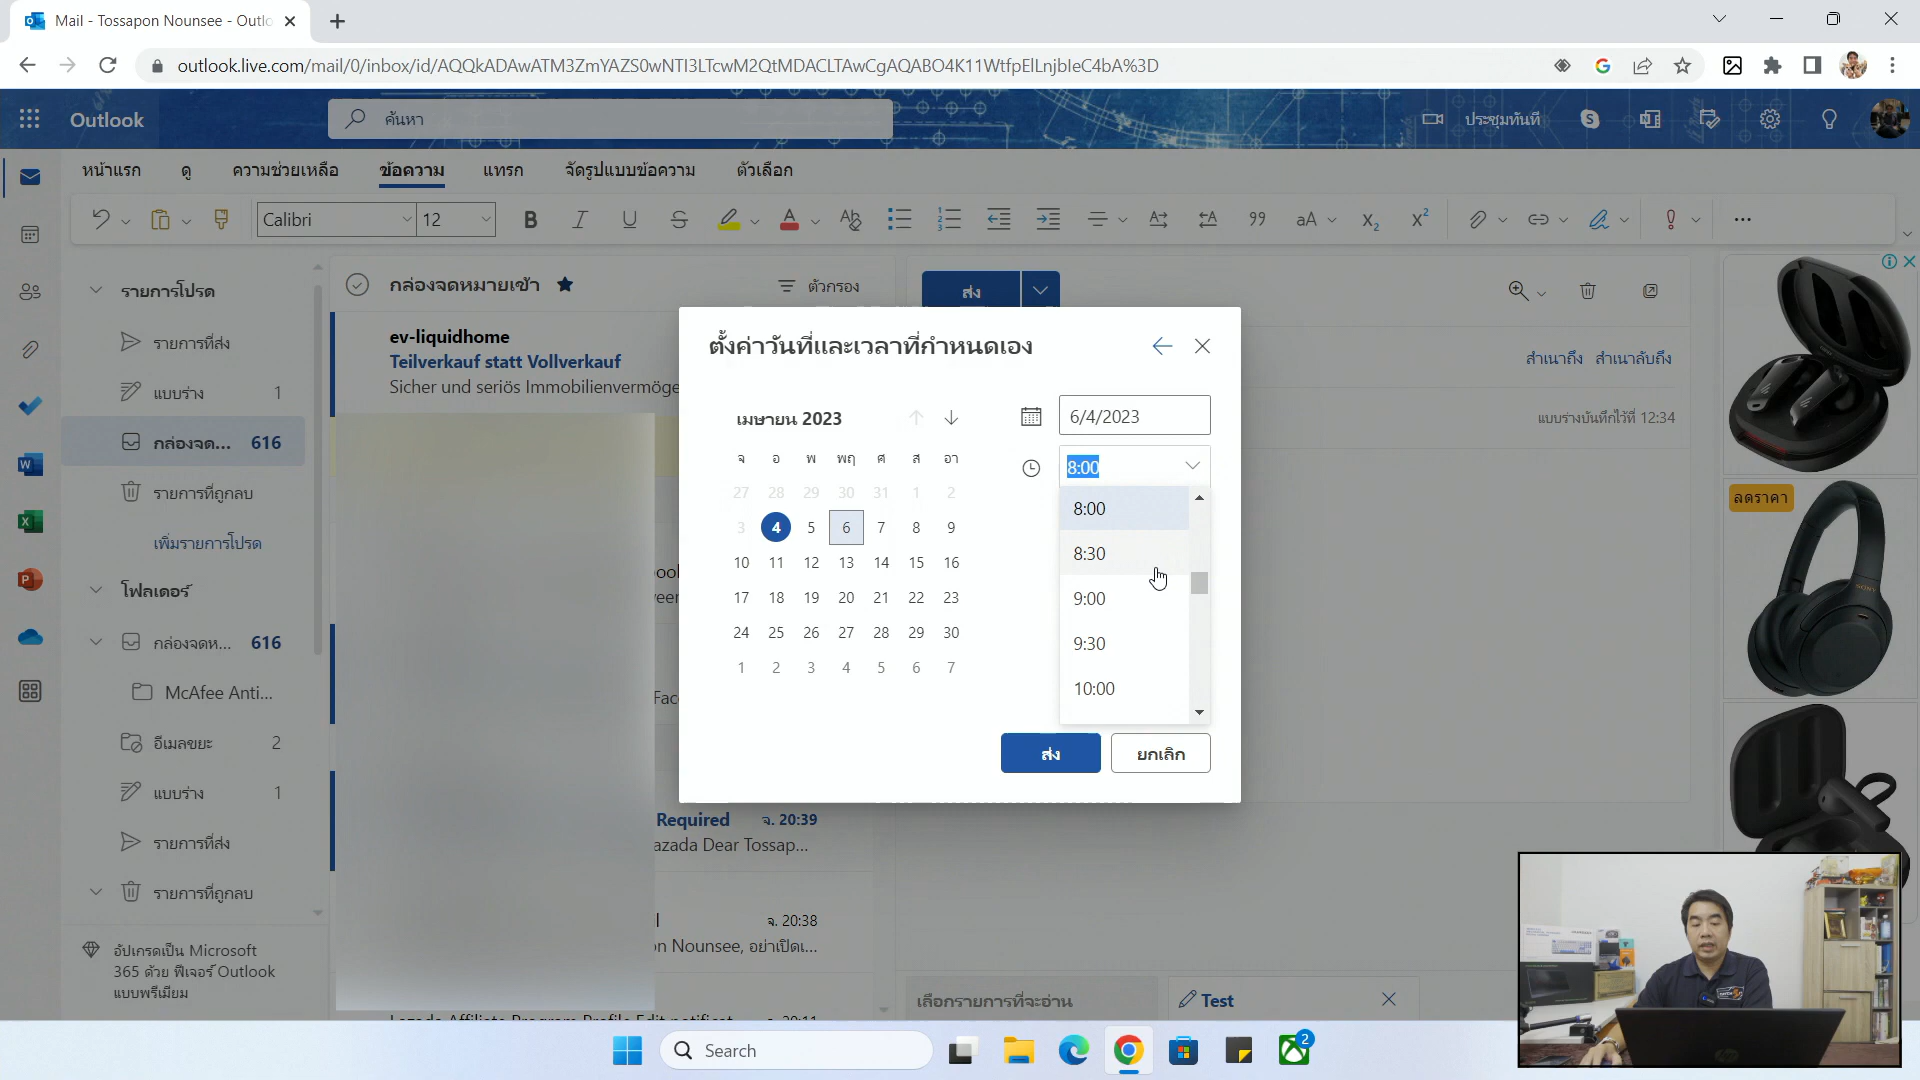 Mail - Tossapon Nounsee - Outlo
outlook.live.com/mail/0/inbox/id/AQQkADAwATM3ZmYAZS0wNTI3LTcwM2QtMDACLTAwCgAQABO4K11WtfpElLnjbIeC4bA%3D
Outlook
ค้นหา
ประชุมทันที
หน้าแรก
ดู
ความช่วยเหลือ
ข้อความ
แทรก
จัดรูปแบบข้อความ
ตัวเลือก
Calibri
12
รายการโปรด
รายการที่ส่ง
แบบร่าง 1
กล่องจด... 616
รายการที่ถูกลบ
เพิ่มรายการโปรด
โฟลเดอร์
กล่องจดห... 616
McAfee Anti...
อีเมลขยะ 2
แบบร่าง 1
รายการที่ส่ง
รายการที่ถูกลบ
อัปเกรดเป็น Microsoft
365 ด้วย ฟีเจอร์ Outlook
แบบพรีเมียม
กล่องจดหมายเข้า
ตัวกรอง
ev-liquidhome
Teilverkauf statt Vollverkauf
Sicher und seriös Immobilienvermöge
Required จ. 20:39
azada Dear Tossap...
จ. 20:38
on Nounsee, อย่าเปิดเ...
Lazada Affiliate Program Profile Edit notificat... จ. 20:11
ส่ง
สำเนาถึง สำเนาลับถึง
แบบร่างบันทึกไว้ที่ 12:34
ตั้งค่าวันที่และเวลาที่กำหนดเอง
เมษายน 2023
6/4/2023
จ อ พ พฤ ศ ส อา
27 28 29 30 31 1 2
3 4 5 6 7 8 9
10 11 12 13 14 15 16
17 18 19 20 21 22 23
24 25 26 27 28 29 30
1 2 3 4 5 6 7
8:00
8:00
8:30
9:00
9:30
10:00
ส่ง
ยกเลิก
เลือกรายการที่จะอ่าน
Test
ลดราคา
SONY
Search
2